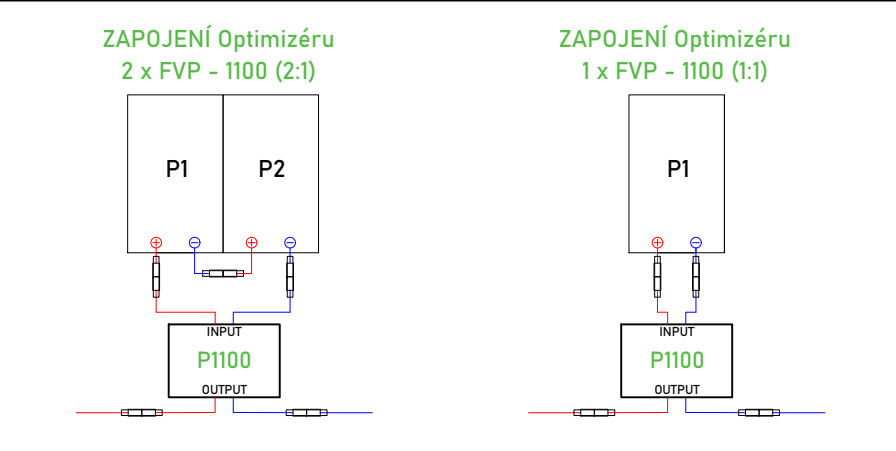 ZAPOJENÍ Optimizéru
2 x FVP - 1100 (2:1)
P1
P2
INPUT
P1100
OUTPUT
ZAPOJENÍ Optimizéru
1 x FVP - 1100 (1:1)
P1
INPUT
P1100
OUTPUT